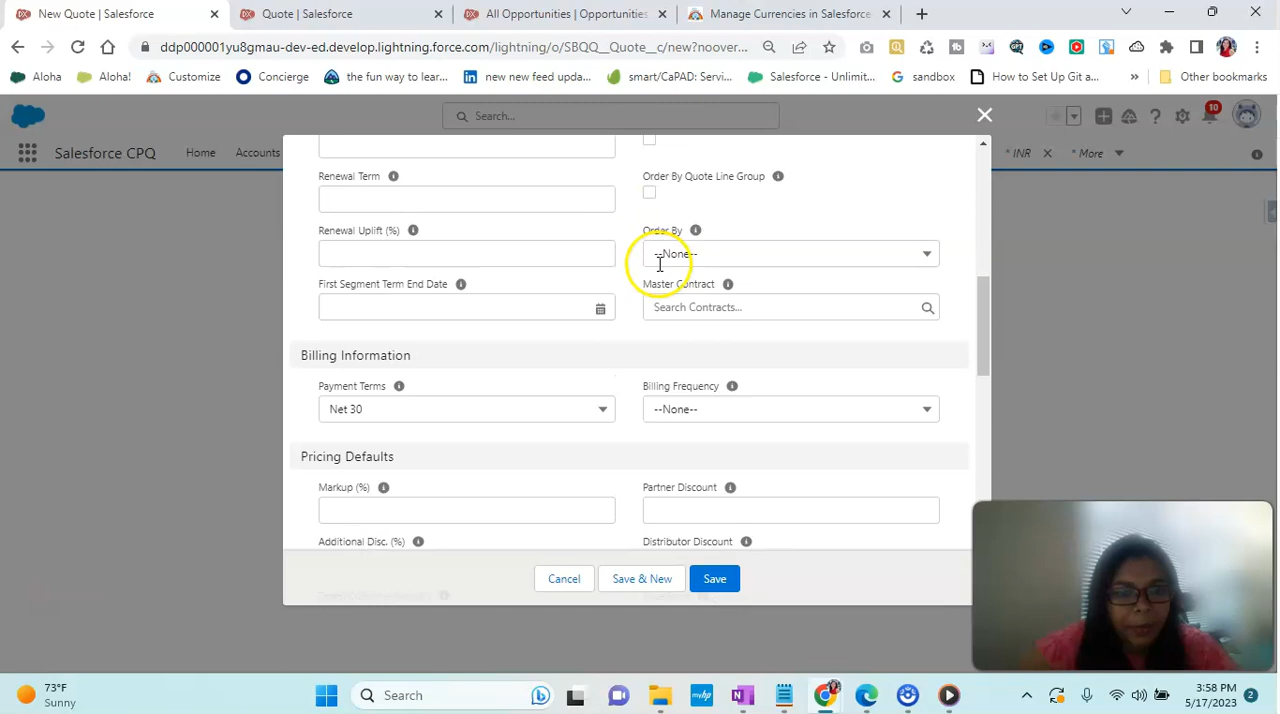 New Quote | Salesforce
Quote | Salesforce
All Opportunities | Opportunities
Manage Currencies in Salesforce
ddp000001yu8gmau-dev-ed.develop.lightning.force.com/lightning/o/SBQQ__Quote__c/new?noover...
Aloha
Aloha!
Customize
Concierge
the fun way to lear...
new new feed upda...
smart/CaPAD: Servi...
Salesforce - Unlimit...
sandbox
How to Set Up Git a...
»
Other bookmarks
Search...
10
Salesforce CPQ
Home
Accounts
* INR
* More
Renewal Term
Order By Quote Line Group
Renewal Uplift (%)
Order By
--None--
First Segment Term End Date
Master Contract
Search Contracts...
Billing Information
Payment Terms
Billing Frequency
Net 30
--None--
Pricing Defaults
Markup (%)
Partner Discount
Additional Disc. (%)
Distributor Discount
Cancel
Save & New
Save
73°F
Sunny
Search
3:58 PM
5/17/2023
2